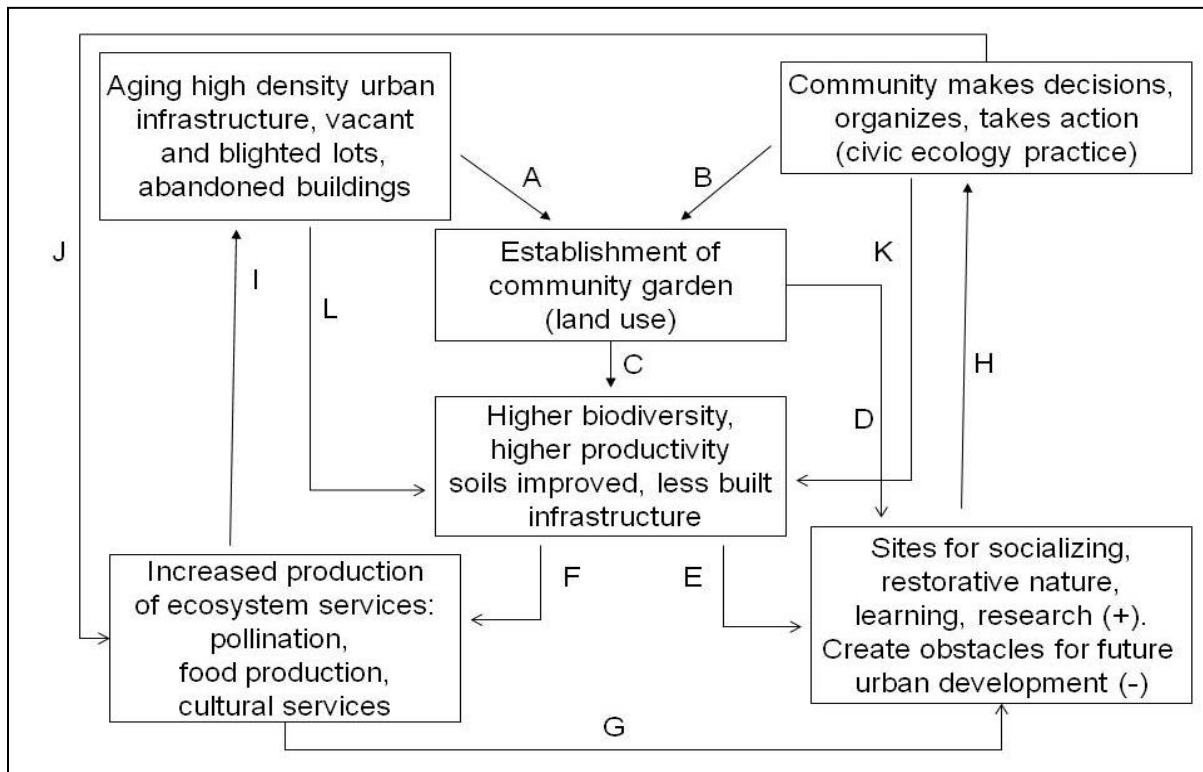 Aging high density urban
infrastructure, vacant
and blighted lots,
abandoned buildings
Community makes decisions,
organizes, takes action
(civic ecology practice)
A
B
J
I
L
K
Establishment of
community garden
(land use)
C
H
D
Higher biodiversity,
higher productivity
soils improved, less built
infrastructure
F
E
Increased production
of ecosystem services:
pollination,
food production,
cultural services
Sites for socializing,
restorative nature,
learning, research (+).
Create obstacles for future
urban development (-)
G